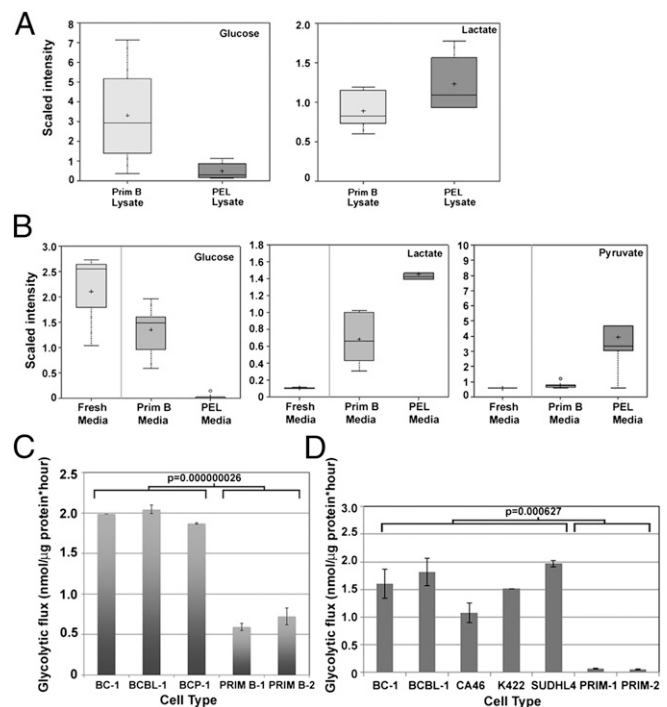 A
Glucose
Scaled intensity
8
7
6
5
4
3
2
1
0
Prim B
Lysate
PEL
Lysate
Lactate
2.0
1.5
1.0
0.5
0
Prim B
Lysate
PEL
Lysate
B
Glucose
Scaled intensity
3.0
2.5
2.0
1.5
1.0
0.5
0
Fresh
Media
Prim B
Media
PEL
Media
Lactate
1.8
1.6
1.4
1.2
1.0
0.8
0.6
0.4
0.2
0
Fresh
Media
Prim B
Media
PEL
Media
Pyruvate
10
9
8
7
6
5
4
3
2
1
0
Fresh
Media
Prim B
Media
PEL
Media
C
p=0.000000026
Glycolytic flux (nmol/µg protein*hour)
2.5
2.0
1.5
1.0
0.5
0
BC-1 BCBL-1 BCP-1 PRIM B-1 PRIM B-2
Cell Type
D
p=0.000627
Glycolytic flux (nmol/µg protein*hour)
3.0
2.5
2.0
1.5
1.0
0.5
0
BC-1 BCBL-1 CA46 K422 SUDHL4 PRIM-1 PRIM-2
Cell Type